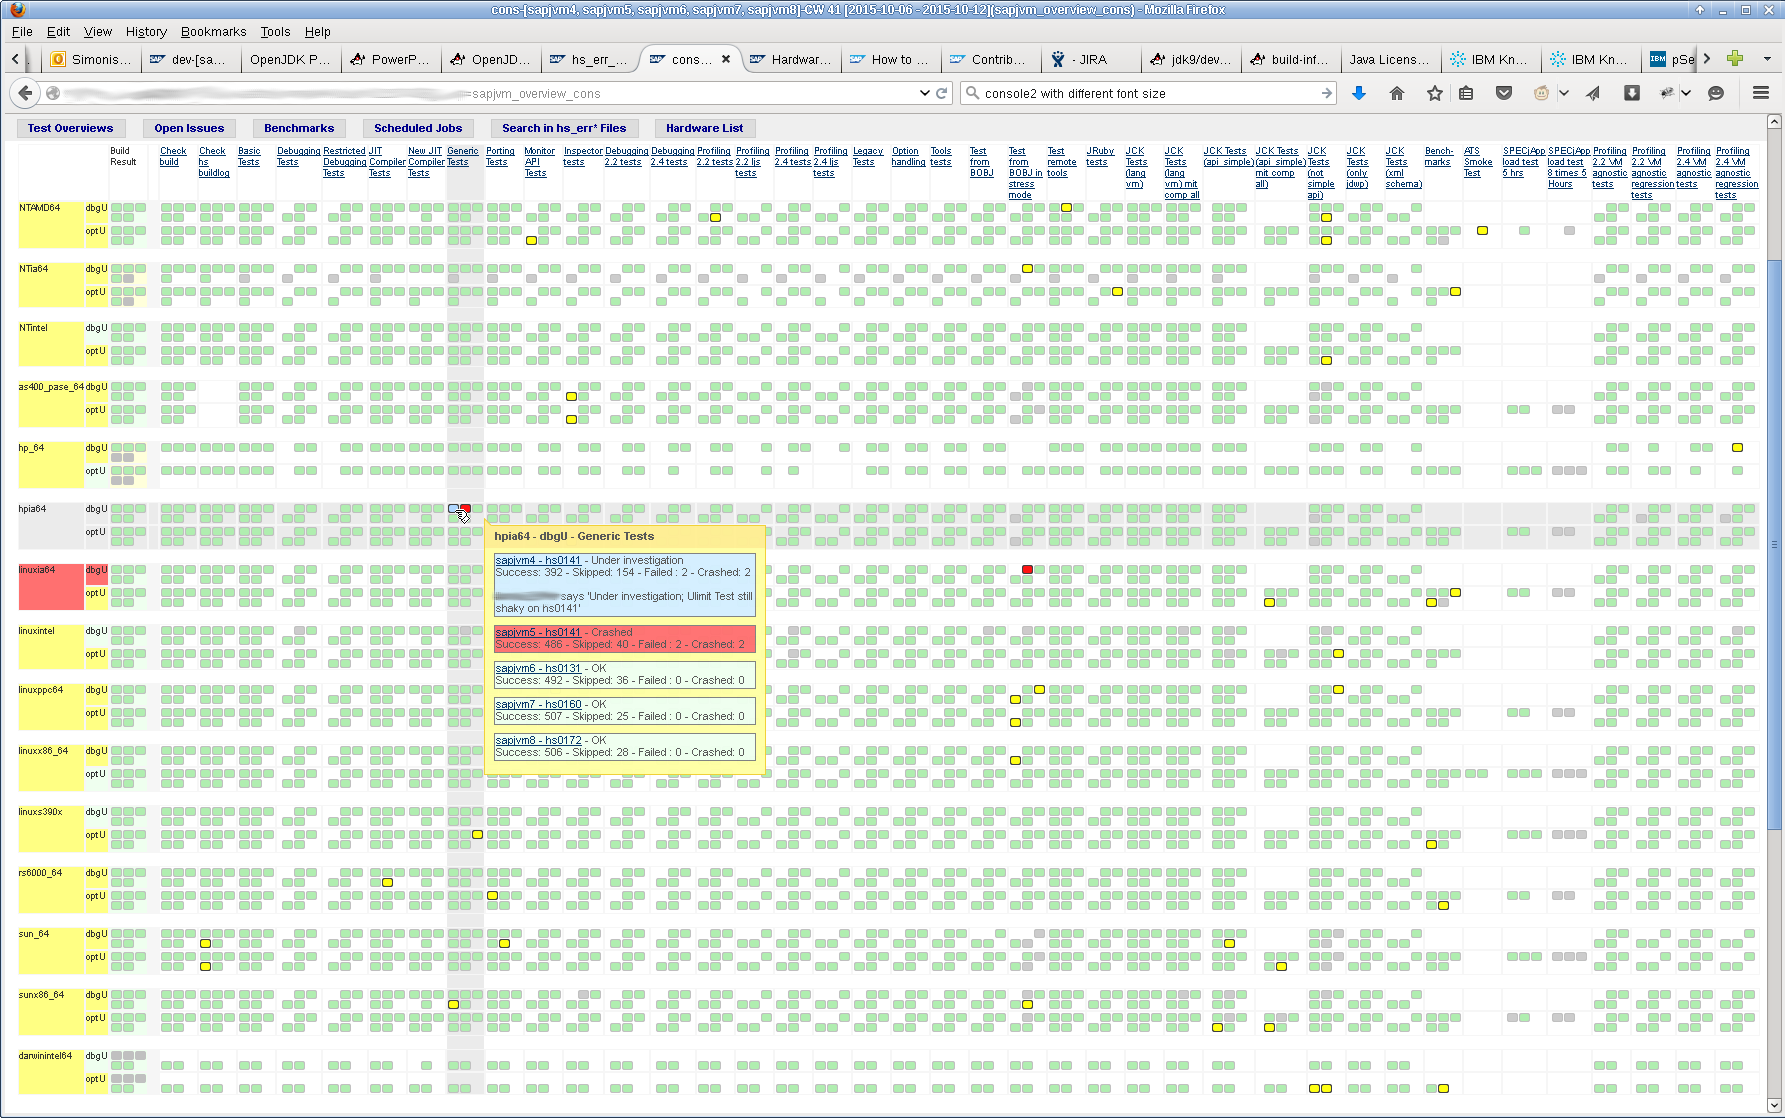 cons-[sapjvm4, sapjvm5, sapjvm6, sapjvm7, sapjvm8]-CW 41 [2015-10-06 - 2015-10-12](sapjvm_overview_cons) - Mozilla Firefox
File Edit View History Bookmarks Tools Help
Simonis... dev-[sa... OpenJDK P... PowerP... OpenJD... hs_err_... cons... Hardwar... How to ... Contrib... - JIRA jdk9/dev... build-inf... Java Licens... IBM Kn... IBM Kn... pSe
=sapjvm_overview_cons console2 with different font size
Test Overviews Open Issues Benchmarks Scheduled Jobs Search in hs_err* Files Hardware List
Build Result
Check build
Check hs buildlog
Basic Tests
Debugging Tests
Restricted Debugging Tests
JIT Compiler Tests
New JIT Compiler Tests
Generic Tests
Porting Tests
Monitor API Tests
Inspector tests
Debugging 2.2 tests
Debugging 2.4 tests
Profiling 2.2 tests
Profiling 2.2 ljs tests
Profiling 2.4 tests
Profiling 2.4 ljs tests
Legacy Tests
Option handling
Tools tests
Test from BOBJ
Test from BOBJ in stress mode
Test remote tools
JRuby tests
JCK Tests (lang vm)
JCK Tests (lang vm) mit comp all
JCK Tests (api_simple)
JCK Tests (api_simple) mit comp all)
JCK Tests (not simple api)
JCK Tests (only jdwp)
JCK Tests (xml schema)
Bench- marks
ATS Smoke Test
SPECjApp load test 5 hrs
SPECjApp load test 8 times 5 Hours
Profiling 2.2 VM agnostic tests
Profiling 2.2 VM agnostic regression tests
Profiling 2.4 VM agnostic tests
Profiling 2.4 VM agnostic regression tests
NTAMD64 dbgU
optU
NTia64 dbgU
optU
NTintel dbgU
optU
as400_pase_64 dbgU
optU
hp_64 dbgU
optU
hpia64 dbgU
optU
hpia64 - dbgU - Generic Tests
sapjvm4 - hs0141 - Under investigation
Success: 392 - Skipped: 154 - Failed : 2 - Crashed: 2
says 'Under investigation; Ulimit Test still
shaky on hs0141'
sapjvm5 - hs0141 - Crashed
Success: 486 - Skipped: 40 - Failed : 2 - Crashed: 2
sapjvm6 - hs0131 - OK
Success: 492 - Skipped: 36 - Failed : 0 - Crashed: 0
sapjvm7 - hs0160 - OK
Success: 507 - Skipped: 25 - Failed : 0 - Crashed: 0
sapjvm8 - hs0172 - OK
Success: 506 - Skipped: 28 - Failed : 0 - Crashed: 0
linuxia64 dbgU
optU
linuxintel dbgU
optU
linuxppc64 dbgU
optU
linuxx86_64 dbgU
optU
linuxs390x dbgU
optU
rs6000_64 dbgU
optU
sun_64 dbgU
optU
sunx86_64 dbgU
optU
darwinintel64 dbgU
optU